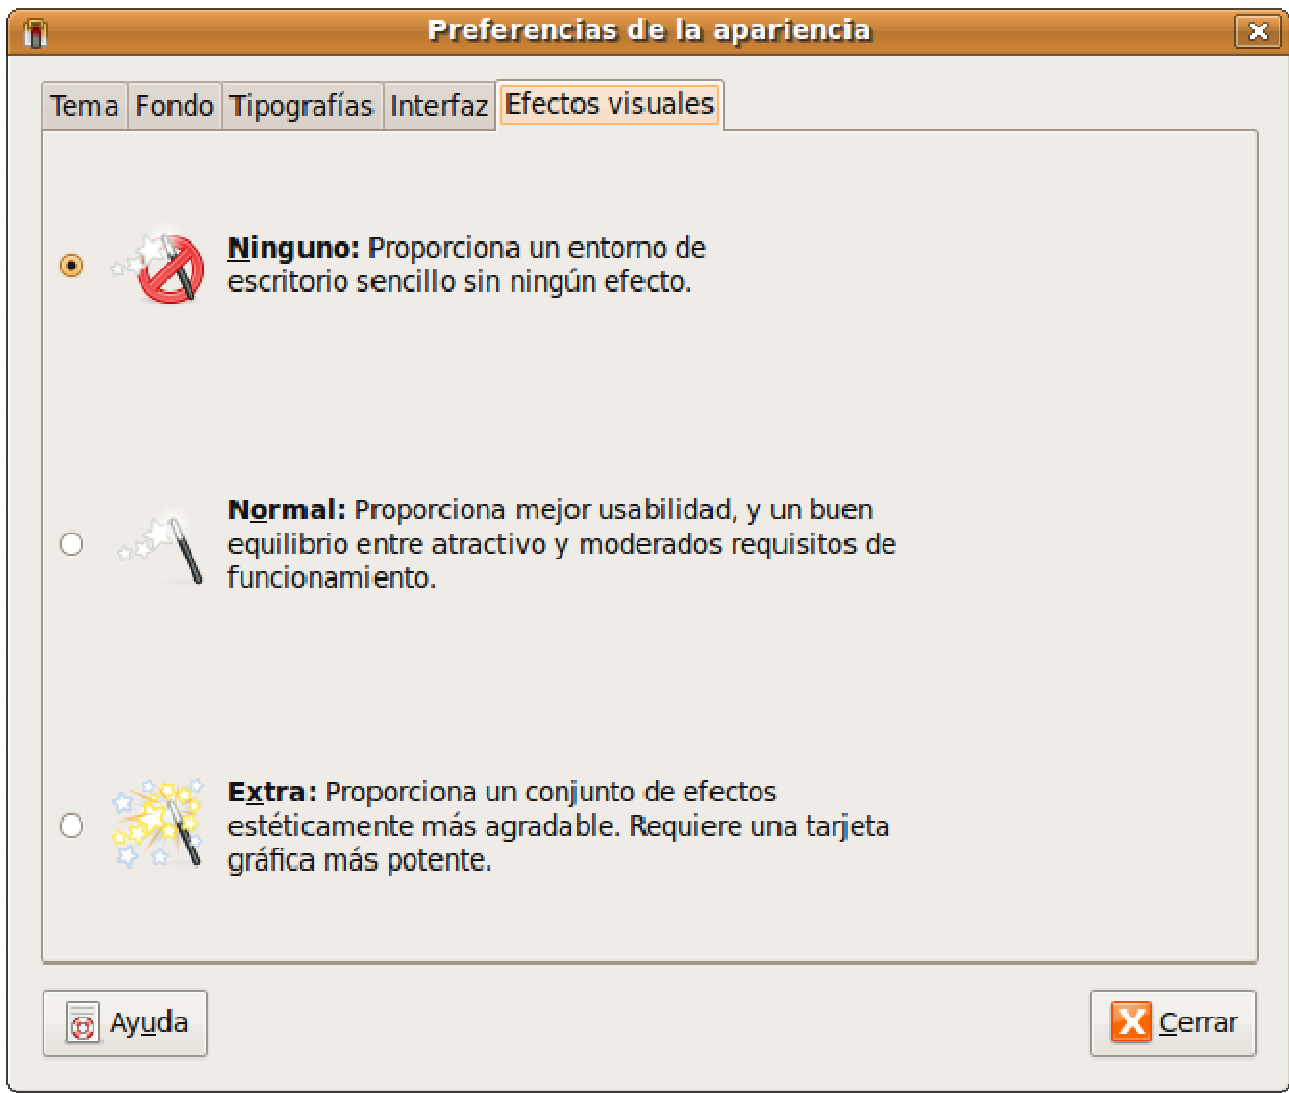 Preferencias de la apariencia
Tema Fondo Tipografías Interfaz Efectos visuales
Ninguno: Proporciona un entorno de
escritorio sencillo sin ningún efecto.
Normal: Proporciona mejor usabilidad, y un buen
equilibrio entre atractivo y moderados requisitos de
funcionamiento.
Extra: Proporciona un conjunto de efectos
estéticamente más agradable. Requiere una tarjeta
gráfica más potente.
Ayuda Cerrar